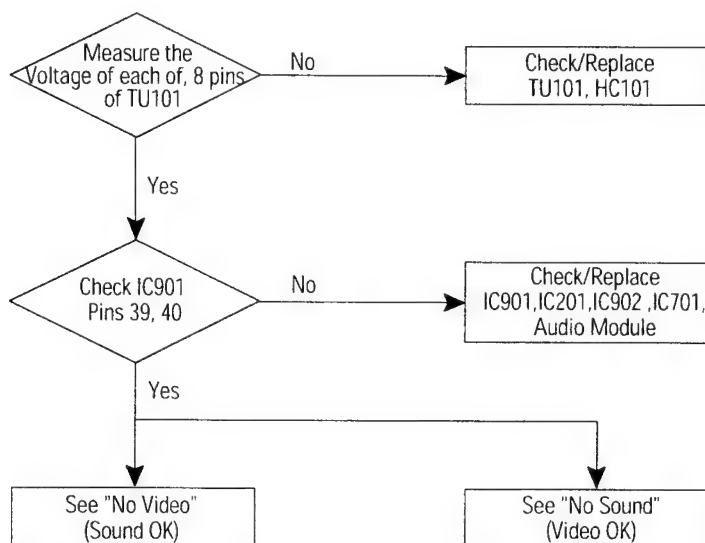 Measure the
Voltage of each of, 8 pins
of TU101
No
Check/Replace
TU101, HC101
Yes
Check IC901
Pins 39, 40
No
Check/Replace
IC901,IC201,IC902 ,IC701,
Audio Module
Yes
See "No Video"
(Sound OK)
See "No Sound"
(Video OK)